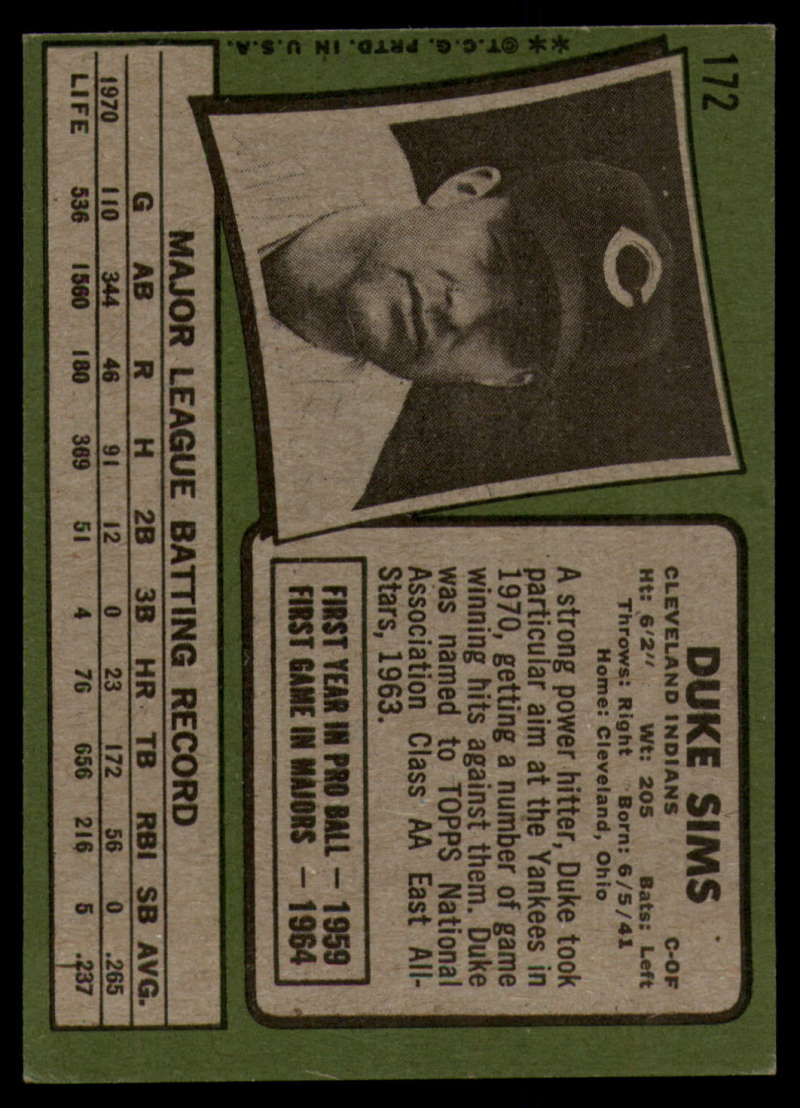 172
**©T.C.G. PRTD. IN U.S.A.
C
DUKE SIMS
CLEVELAND INDIANS C-OF
Ht: 6'2" Wt: 205 Bats: Left
Throws: Right Born: 6/5/41
Home: Cleveland, Ohio
A strong power hitter, Duke took
particular aim at the Yankees in
1970, getting a number of game
winning hits against them. Duke
was named to TOPPS National
Association Class AA East All-
Stars, 1963.
FIRST YEAR IN PRO BALL — 1959
FIRST GAME IN MAJORS — 1964
MAJOR LEAGUE BATTING RECORD
G AB R H 2B 3B HR TB RBI SB AVG.
1970 110 344 46 91 12 0 23 172 56 0 .265
LIFE 536 1560 180 369 51 4 76 656 216 5 .237